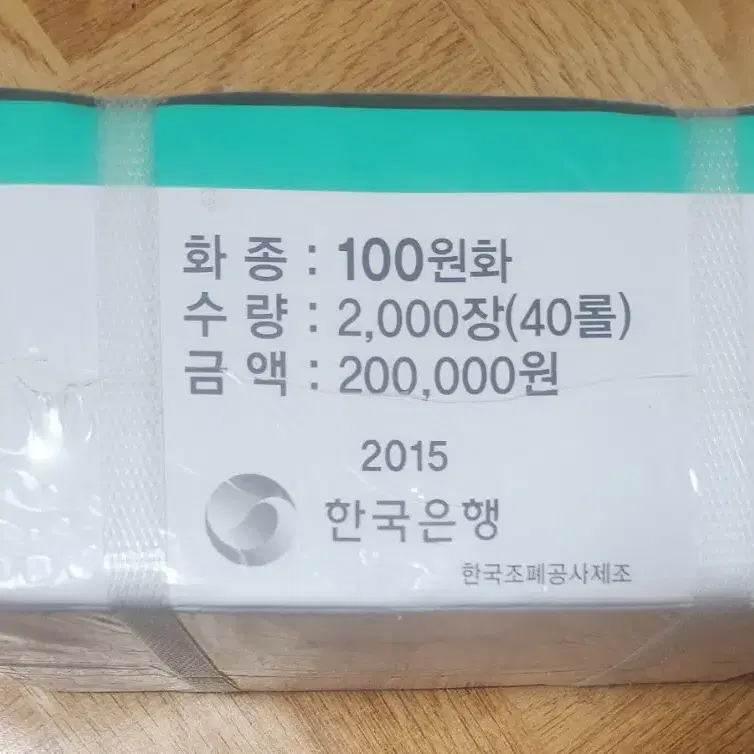 화 종 : 100원화
수 량 : 2,000장(40롤)
금 액 : 200,000원
2015
한국은행
한국조폐공사제조